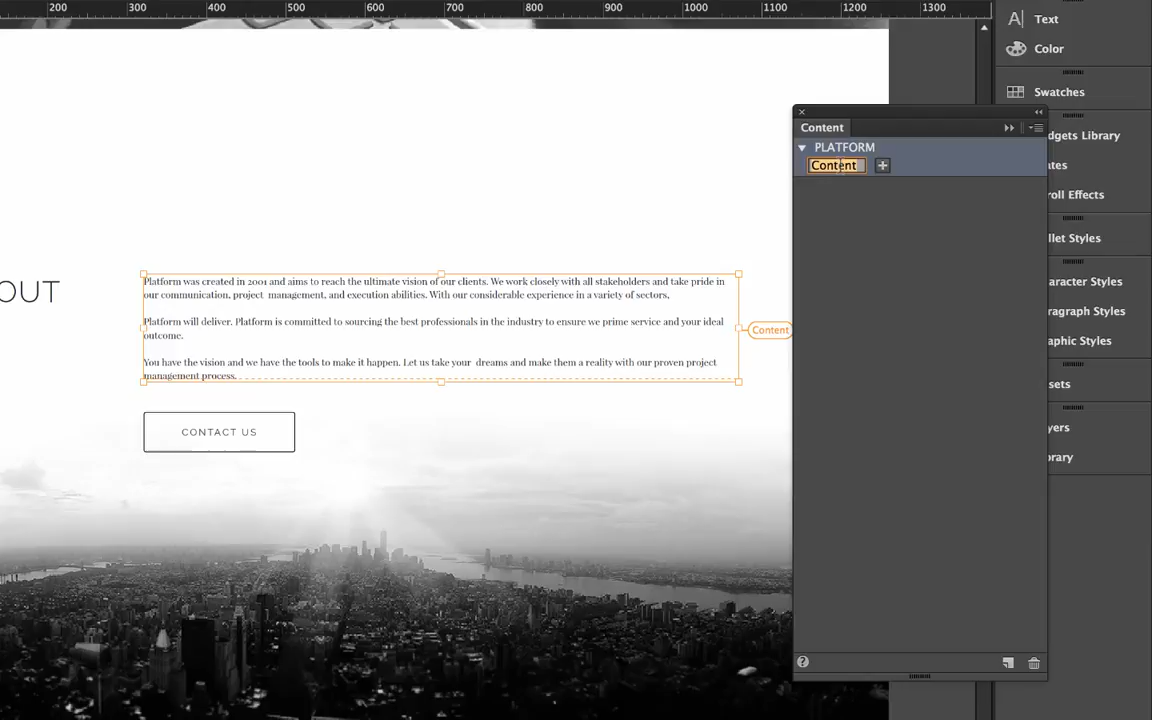 200 300 400 500 600 700 800 900 1000 1100 1200 1300
Text
Color
Swatches
Content
dgets Library
PLATFORM
Content
ates
roll Effects
llet Styles
OUT
Platform was created in 2001 and aims to reach the ultimate vision of our clients. We work closely with all stakeholders and take pride in
our communication, project management, and execution abilities. With our considerable experience in a variety of sectors,
Platform will deliver. Platform is committed to sourcing the best professionals in the industry to ensure we prime service and your ideal
outcome.
You have the vision and we have the tools to make it happen. Let us take your dreams and make them a reality with our proven project
management process.
Content
aracter Styles
ragraph Styles
aphic Styles
sets
yers
brary
CONTACT US